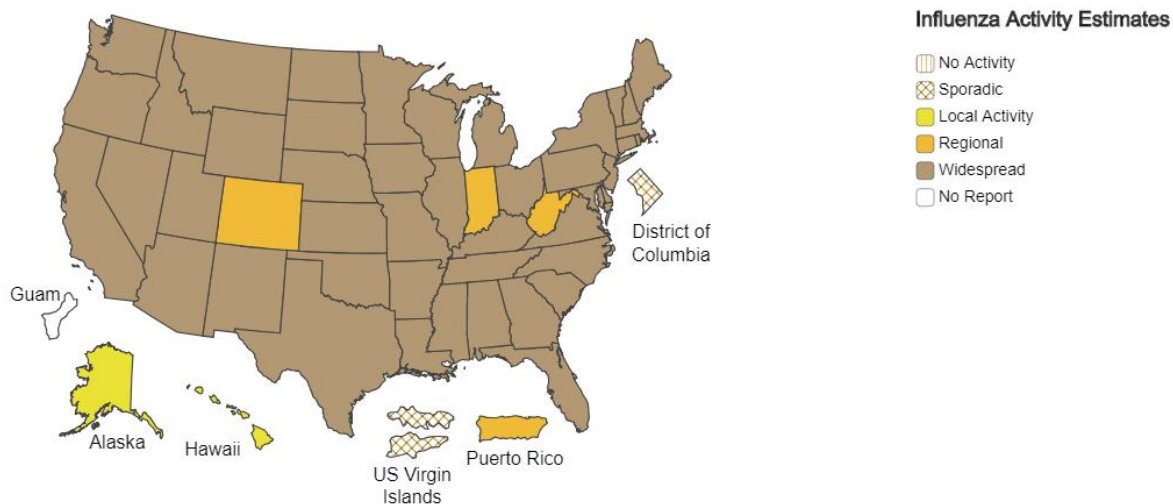 Influenza Activity Estimates
No Activity
Sporadic
Local Activity
Regional
Widespread
No Report
District of
Columbia
Guam
Alaska
Hawaii
US Virgin
Islands
Puerto Rico